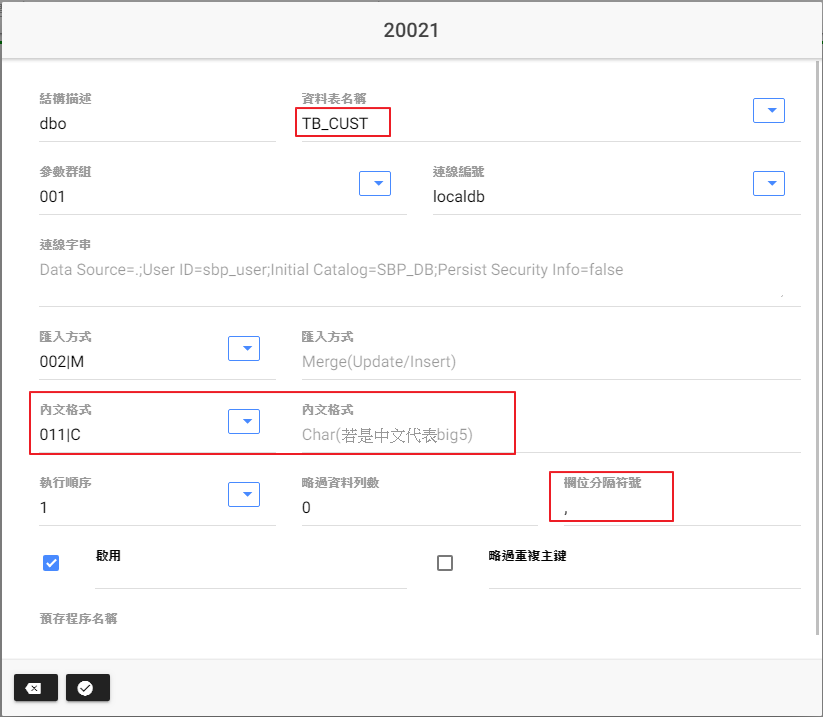 20021
結構描述
資料表名稱
dbo
TB_CUST
參數群組
連線編號
001
localdb
連線字串
Data Source=.;User ID=sbp_user;Initial Catalog=SBP_DB;Persist Security Info=false
匯入方式
匯入方式
002|M
Merge(Update/Insert)
內文格式
內文格式
011|C
Char(若是中文代表big5)
執行順序
略過資料列數
欄位分隔符號
1
0
,
啟用
略過重複主鍵
預存程序名稱